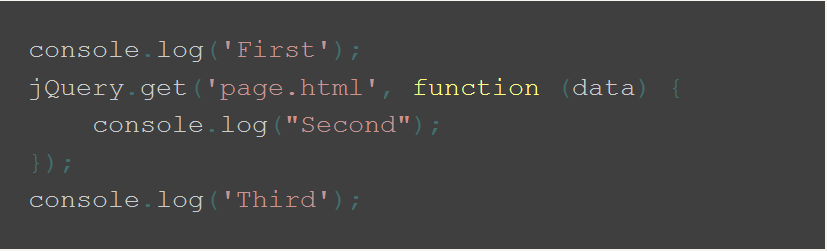 console.log('First');
jQuery.get('page.html', function (data) {
    console.log("Second");
});
console.log('Third');